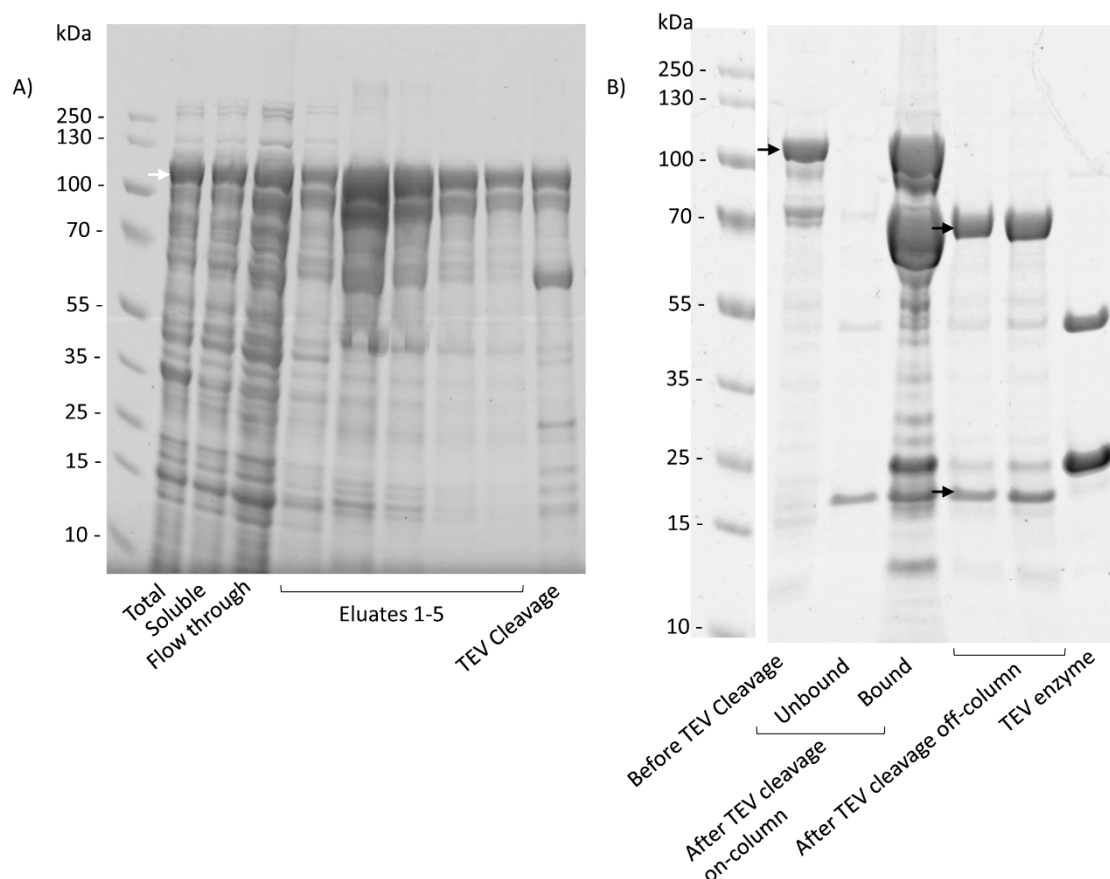 A)
kDa
250 -
130 -
100 -
70 -
55 -
35 -
25 -
15 -
10 -
Total
Soluble
Flow through
Eluates 1-5
TEV Cleavage
B)
kDa
250 -
130 -
100 -
70 -
55 -
35 -
25 -
15 -
10 -
Before TEV Cleavage
Unbound
Bound
After TEV cleavage
on-column
After TEV cleavage off-column
TEV enzyme